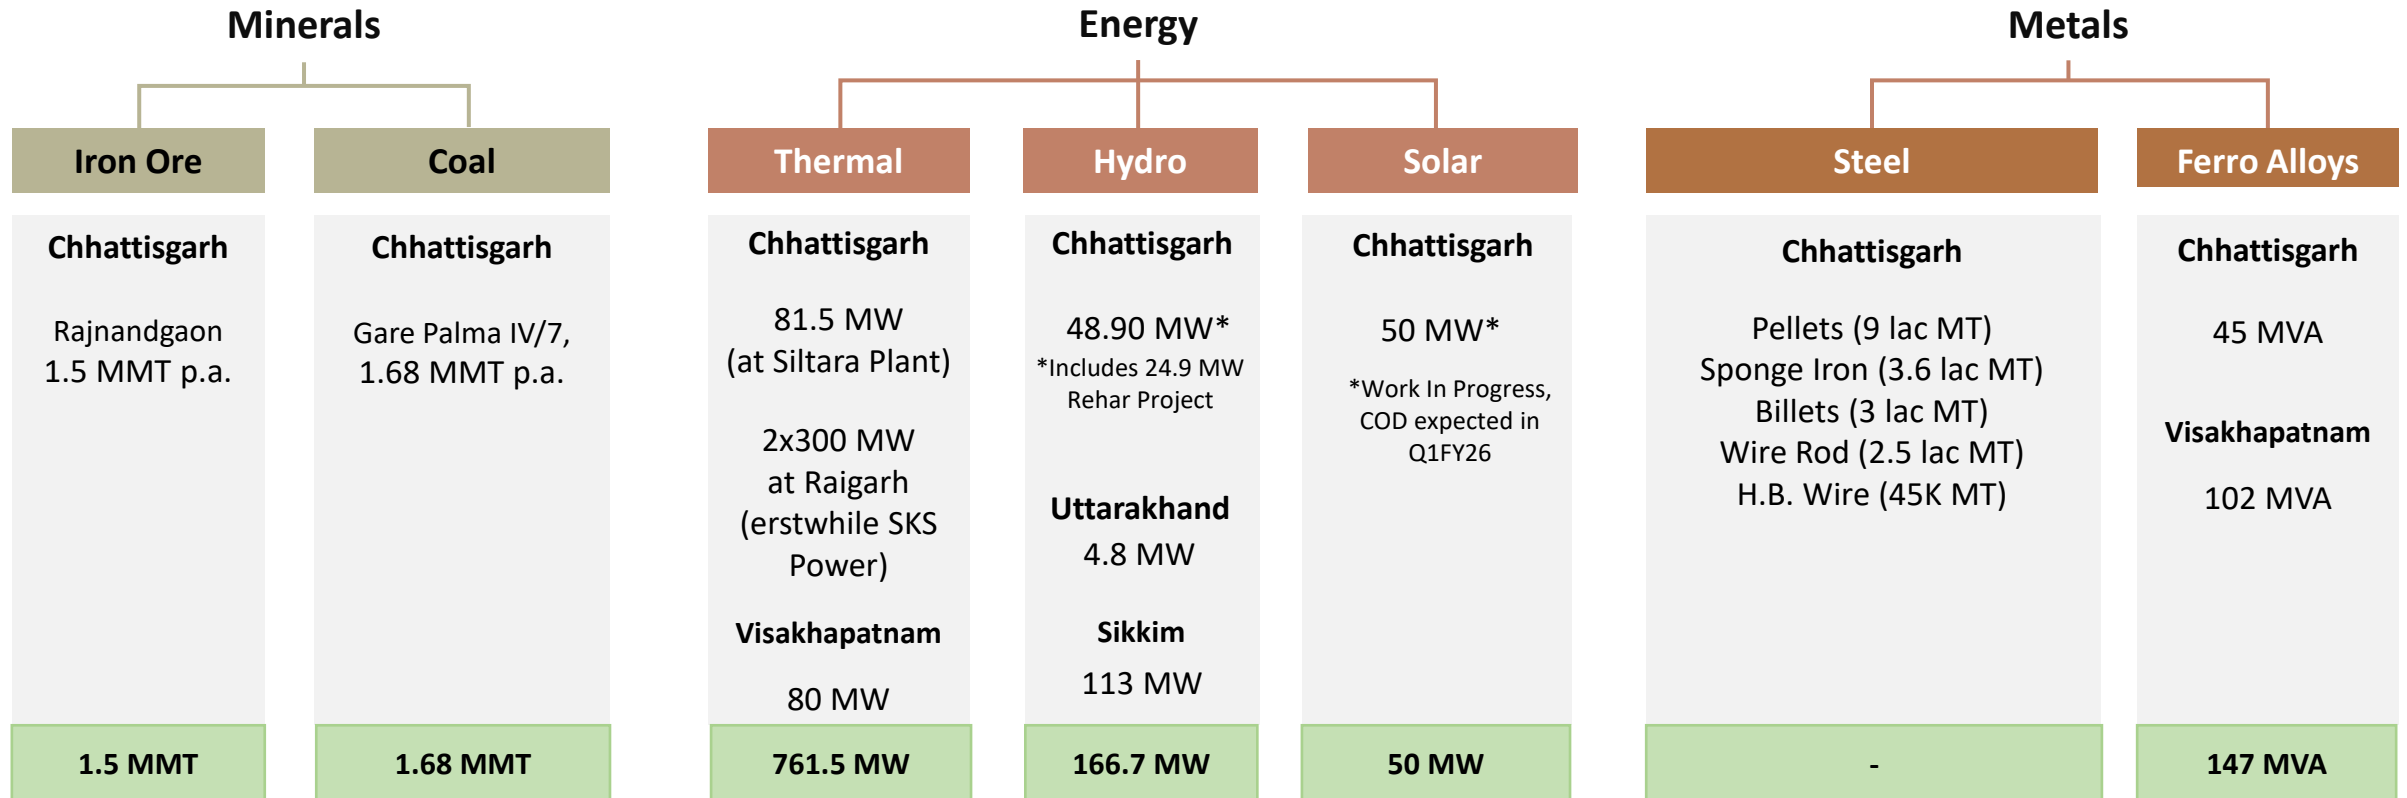 Minerals
Energy
Metals
Iron Ore
Coal
Thermal
Hydro
Solar
Steel
Ferro Alloys
Chhattisgarh
Rajnandgaon
1.5 MMT p.a.
1.5 MMT
Chhattisgarh
Gare Palma IV/7,
1.68 MMT p.a.
1.68 MMT
Chhattisgarh
81.5 MW
(at Siltara Plant)
2x300 MW
at Raigarh
(erstwhile SKS
Power)
Visakhapatnam
80 MW
761.5 MW
Chhattisgarh
48.90 MW*
*Includes 24.9 MW
Rehar Project
Uttarakhand
4.8 MW
Sikkim
113 MW
166.7 MW
Chhattisgarh
50 MW*
*Work In Progress,
COD expected in
Q1FY26
50 MW
Chhattisgarh
Pellets (9 lac MT)
Sponge Iron (3.6 lac MT)
Billets (3 lac MT)
Wire Rod (2.5 lac MT)
H.B. Wire (45K MT)
-
Chhattisgarh
45 MVA
Visakhapatnam
102 MVA
147 MVA